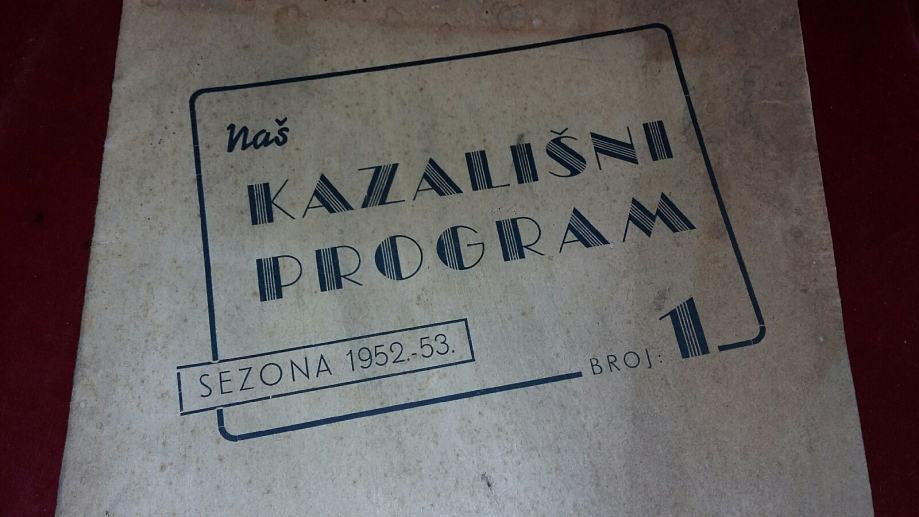 Naš
KAZALIŠNI
PROGRAM
SEZONA 1952.-53.
BROJ: 1